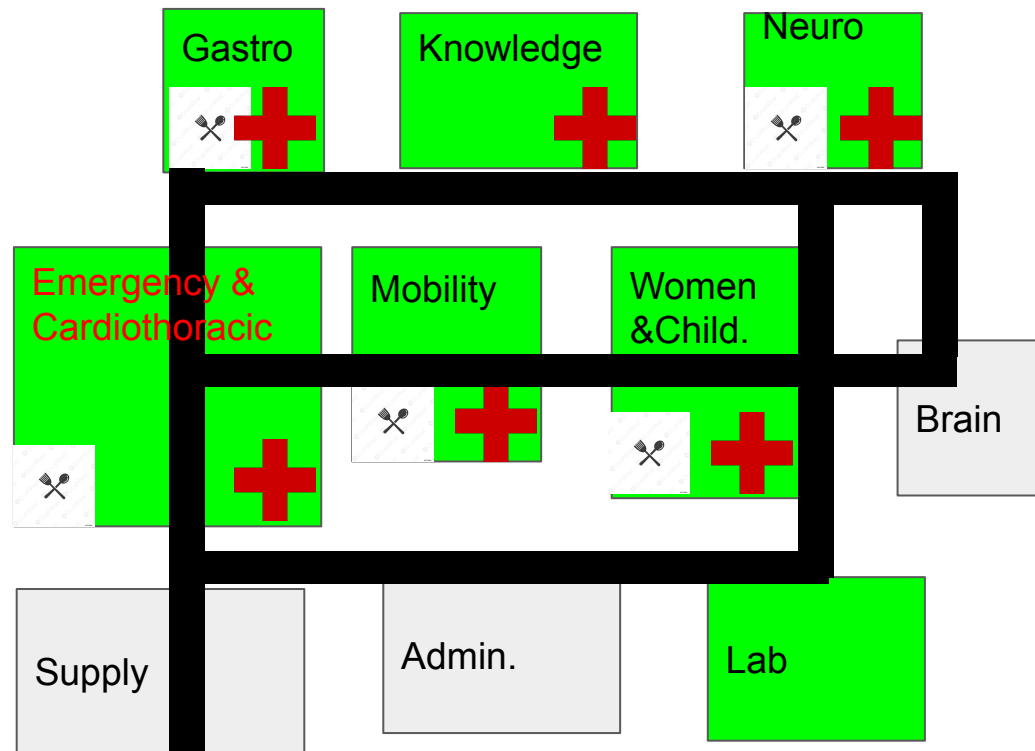 Gastro
Knowledge
Neuro
Emergency &
Cardiothoracic
Mobility
Women
&Child.
Brain
Supply
Admin.
Lab